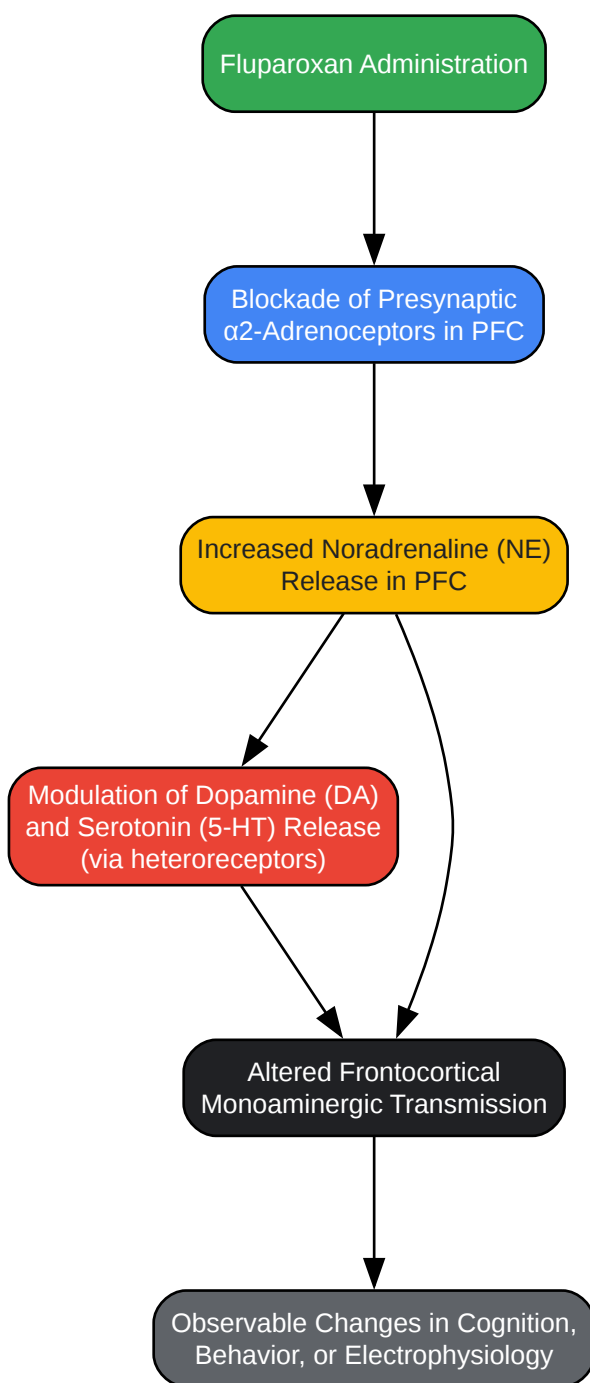 Fluparoxan Administration
Blockade of Presynaptic
α2-Adrenoceptors in PFC
Increased Noradrenaline (NE)
Release in PFC
Modulation of Dopamine (DA)
and Serotonin (5-HT) Release
(via heteroreceptors)
Altered Frontocortical
Monoaminergic Transmission
Observable Changes in Cognition,
Behavior, or Electrophysiology